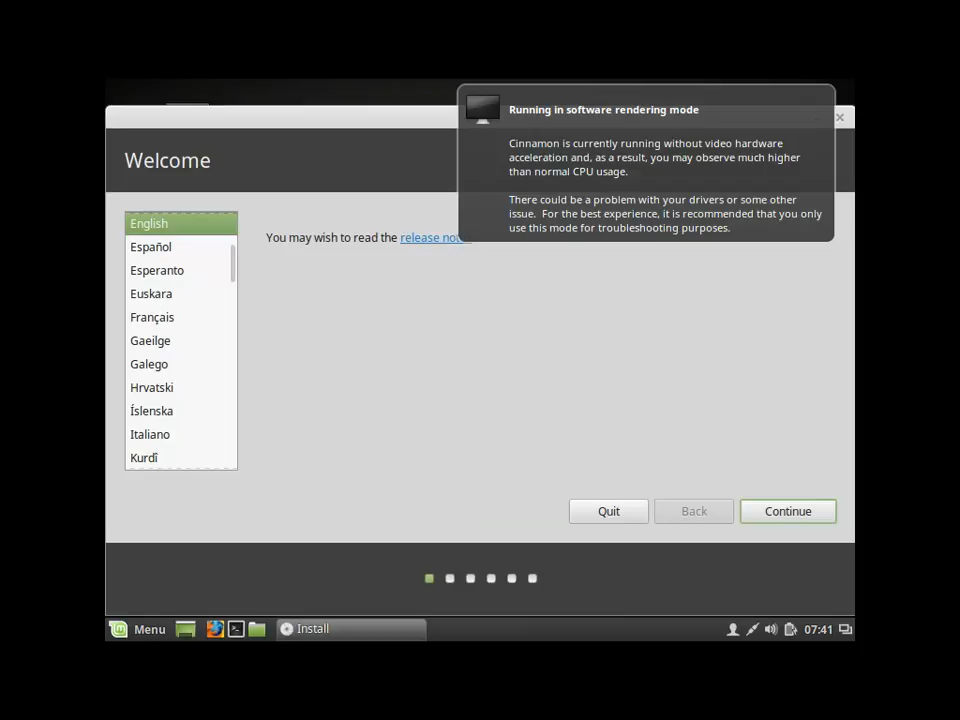 Running in software rendering mode
Cinnamon is currently running without video hardware
acceleration and, as a result, you may observe much higher
than normal CPU usage.
There could be a problem with your drivers or some other
issue.  For the best experience, it is recommended that you only
use this mode for troubleshooting purposes.
Welcome
English
Español
Esperanto
Euskara
Français
Gaeilge
Galego
Hrvatski
Íslenska
Italiano
Kurdî
You may wish to read the release
Quit
Back
Continue
Menu
Install
07:41